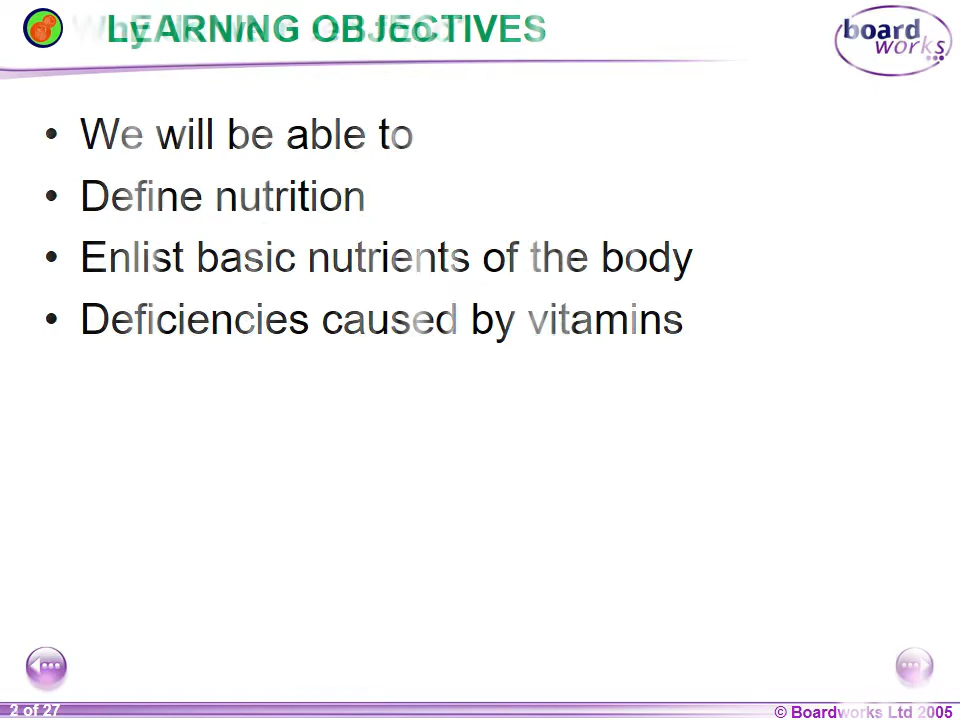 LEARNING OBJECTIVES
board
works
• We will be able to
• Define nutrition
• Enlist basic nutrients of the body
• Deficiencies caused by vitamins
2 of 27
© Boardworks Ltd 2005